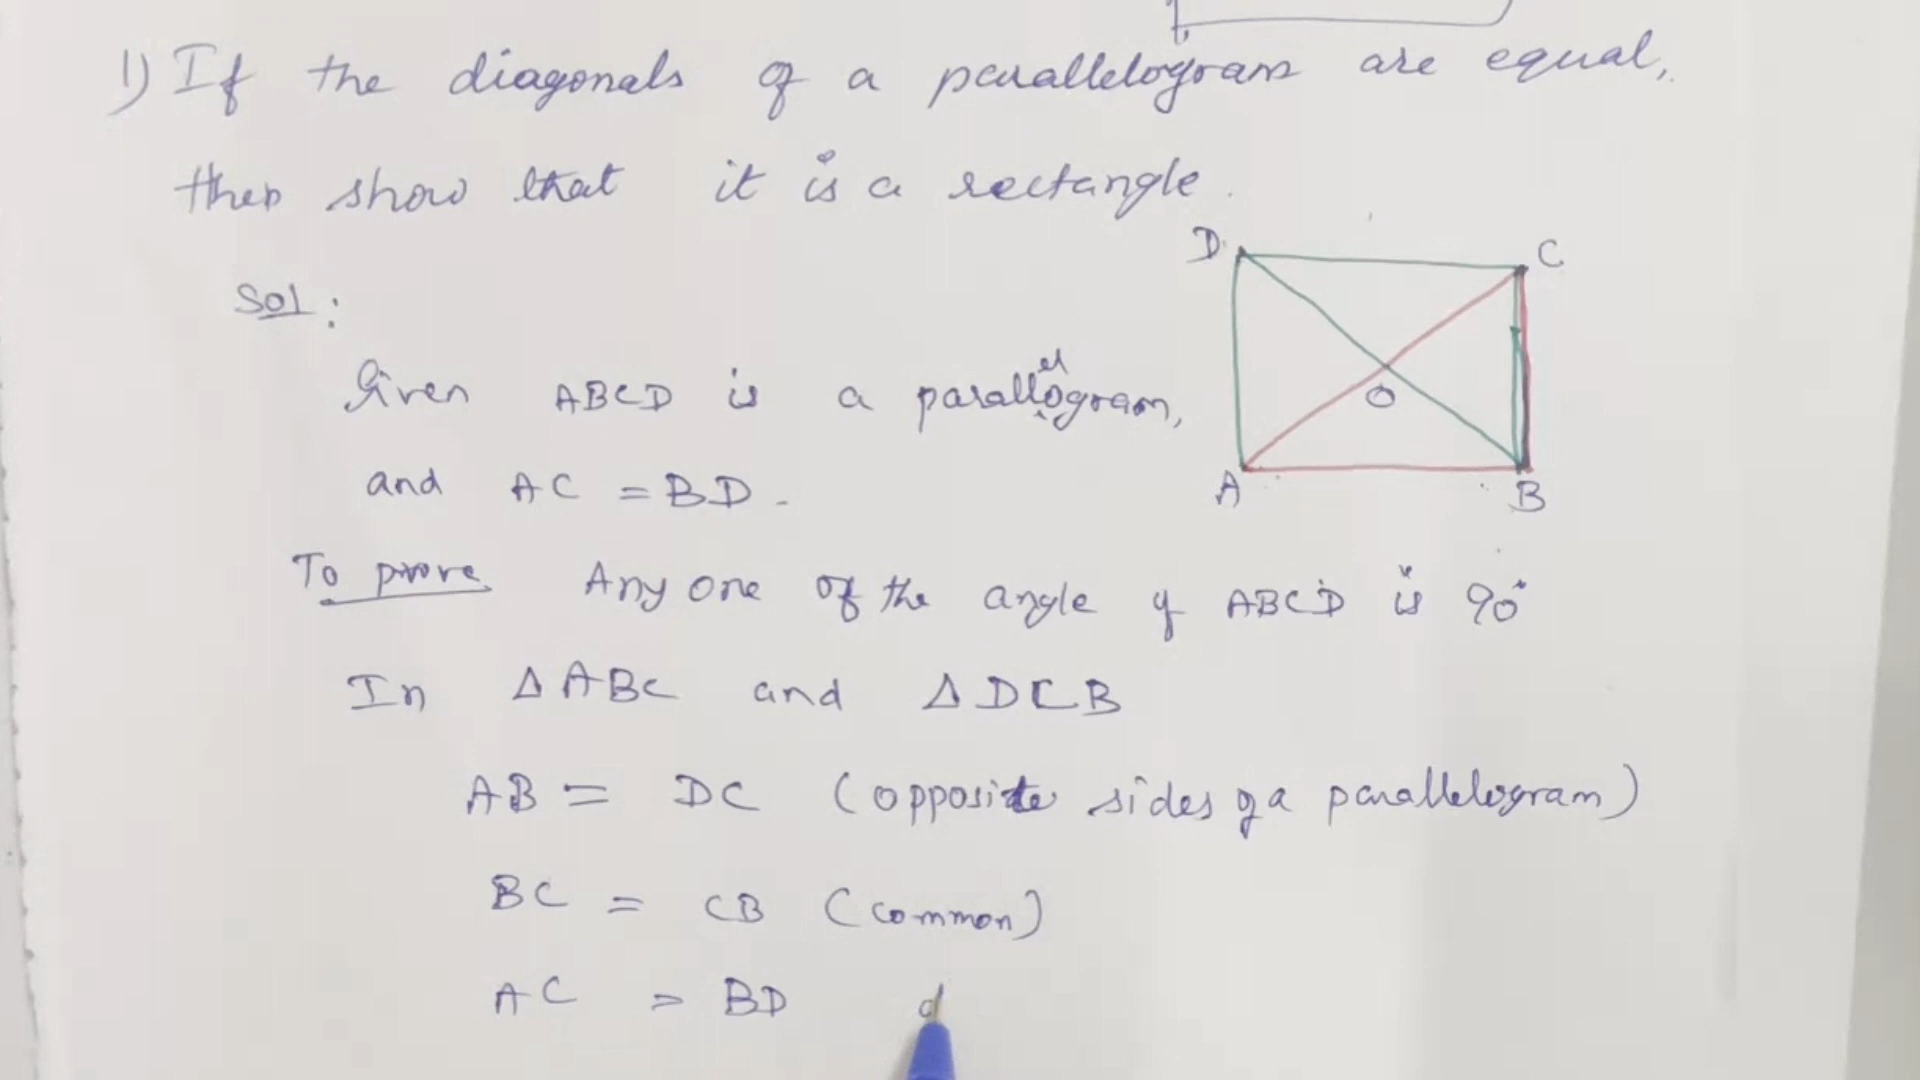 1) If the diagonals of a parallelogram are equal,
then show that it is a rectangle.
D
C
O
A
B
Sol:
Given ABCD is a parallelogram,
and AC = BD.
To prove Any one of the angle of ABCD is 90°
In Δ ABC and Δ DCB
AB = DC (opposite sides of a parallelogram)
BC = CB (common)
AC = BD